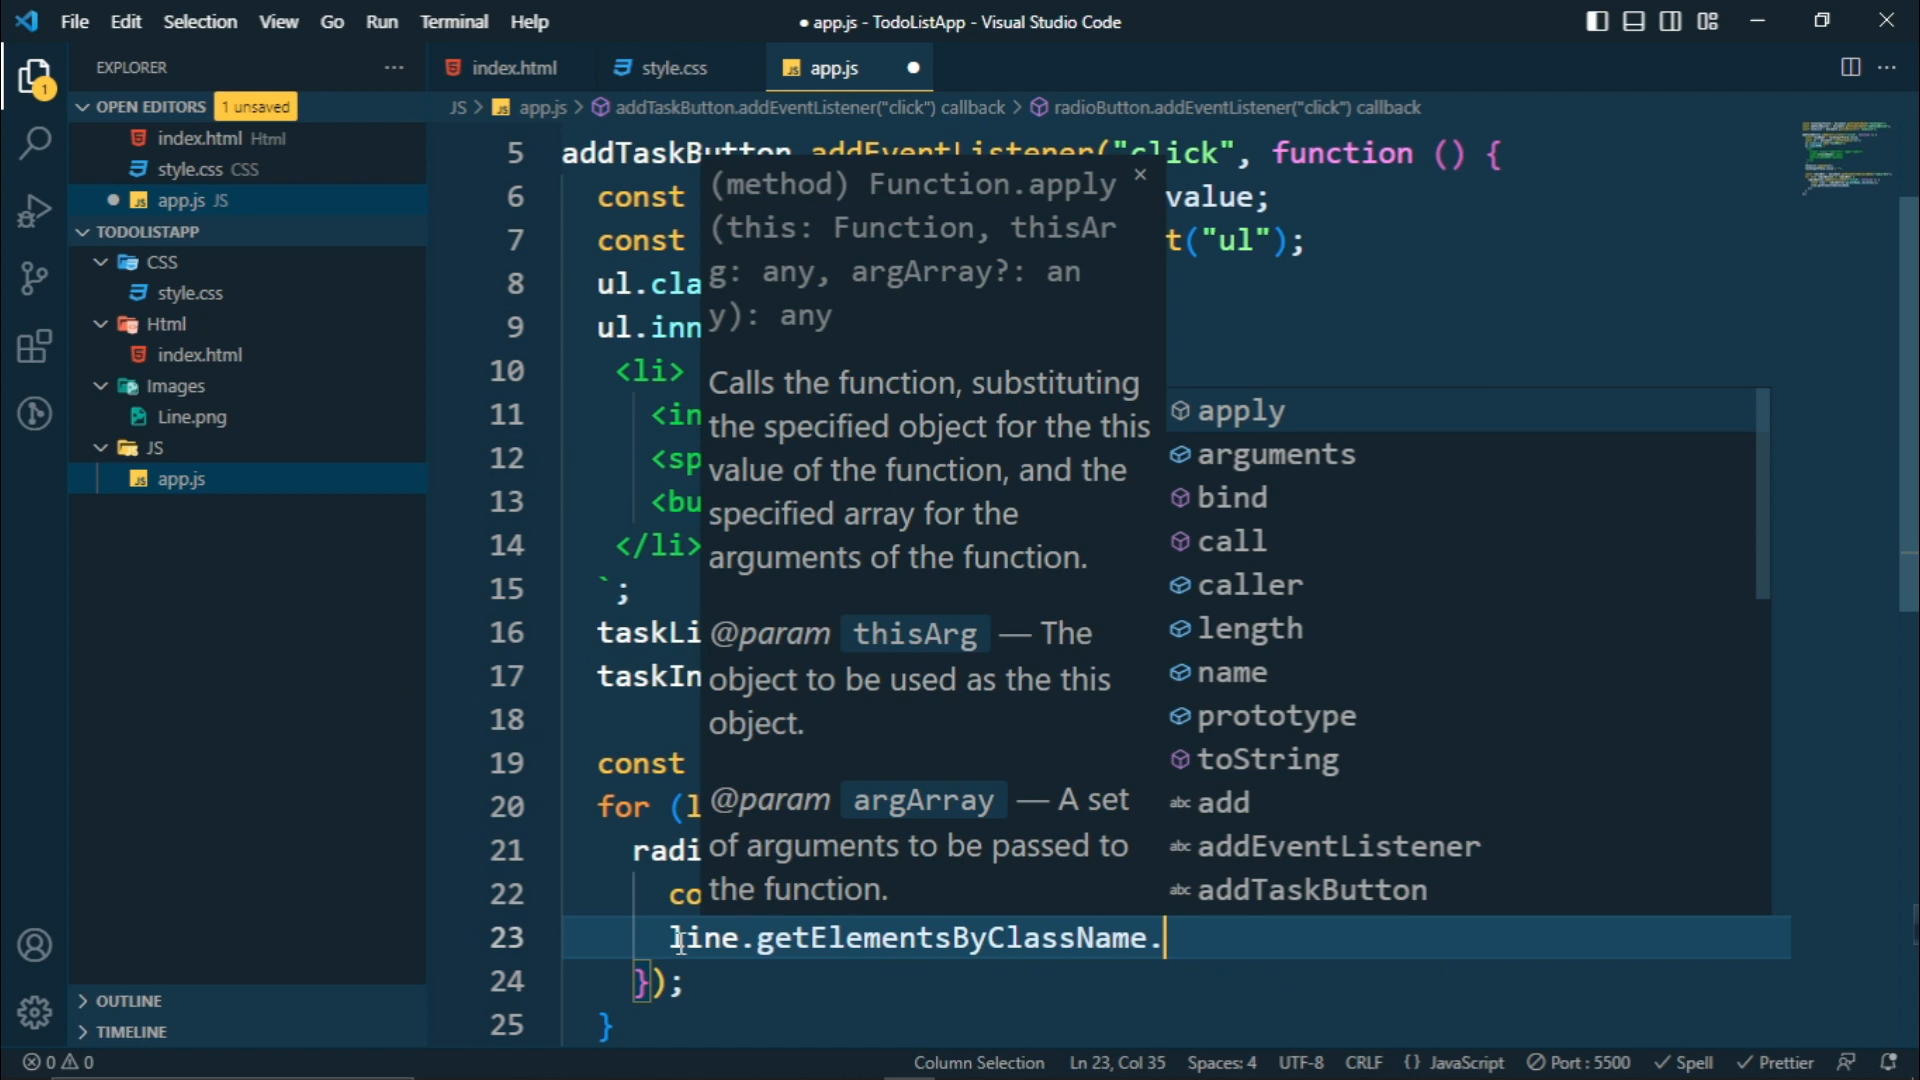 File Edit Selection View Go Run Terminal Help
● app.js - TodoListApp - Visual Studio Code
1
EXPLORER
OPEN EDITORS 1 unsaved
index.html Html
style.css CSS
app.js JS
TODOLISTAPP
CSS
style.css
Html
index.html
Images
Line.png
JS
app.js
OUTLINE
TIMELINE
index.html
style.css
app.js
JS > app.js > addTaskButton.addEventListener("click") callback > radioButton.addEventListener("click") callback
5 addTaskButton.addEventListener("click", function () {
6 const value;
7 const t("ul");
8 ul.cla
9 ul.inn
10 <li>
11 <in
12 <sp
13 <bu
14 </li>
15 `;
16 taskLi
17 taskIn
18
19 const
20 for (l
21 radi
22 co
23 line.getElementsByClassName.
24 });
25 }
(method) Function.apply
(this: Function, thisAr
g: any, argArray?: an
y): any
Calls the function, substituting
the specified object for the this
value of the function, and the
specified array for the
arguments of the function.
@param thisArg — The
object to be used as the this
object.
@param argArray — A set
of arguments to be passed to
the function.
apply
arguments
bind
call
caller
length
name
prototype
toString
abc add
abc addEventListener
abc addTaskButton
0 0
Column Selection Ln 23, Col 35 Spaces: 4 UTF-8 CRLF {} JavaScript Port : 5500 Spell Prettier